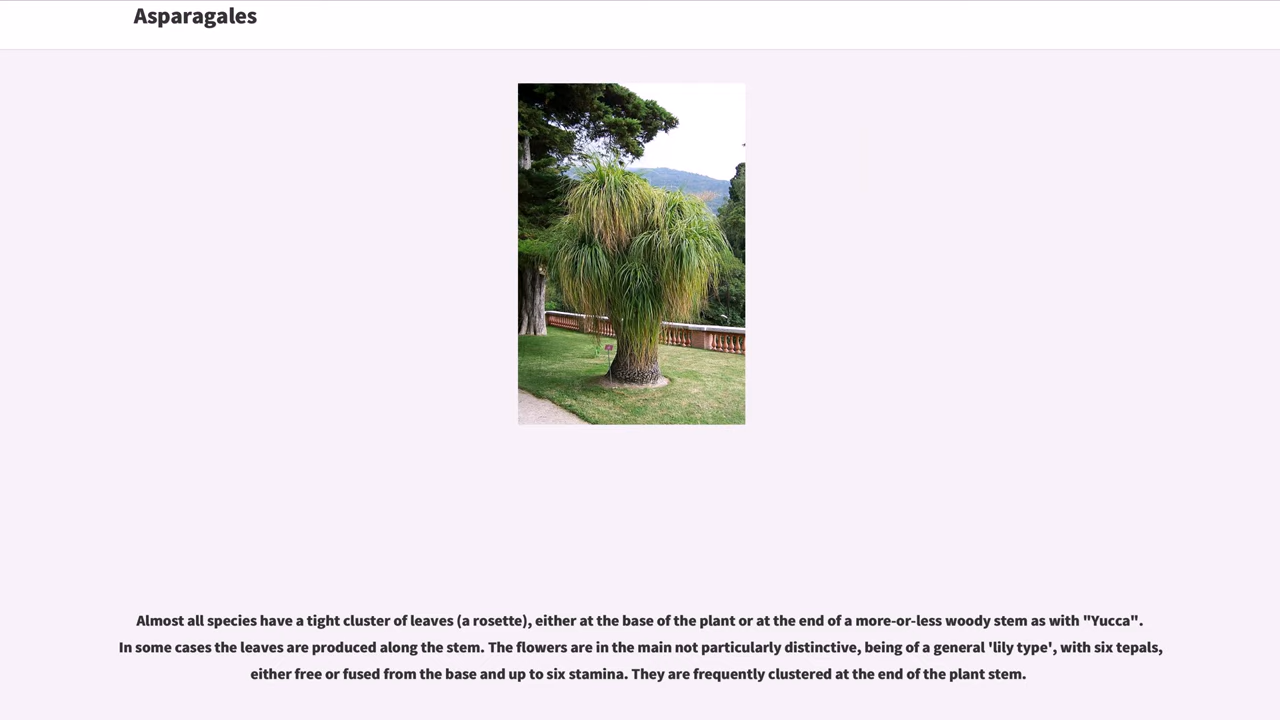 Asparagales
Almost all species have a tight cluster of leaves (a rosette), either at the base of the plant or at the end of a more-or-less woody stem as with "Yucca".
In some cases the leaves are produced along the stem. The flowers are in the main not particularly distinctive, being of a general 'lily type', with six tepals,
either free or fused from the base and up to six stamina. They are frequently clustered at the end of the plant stem.